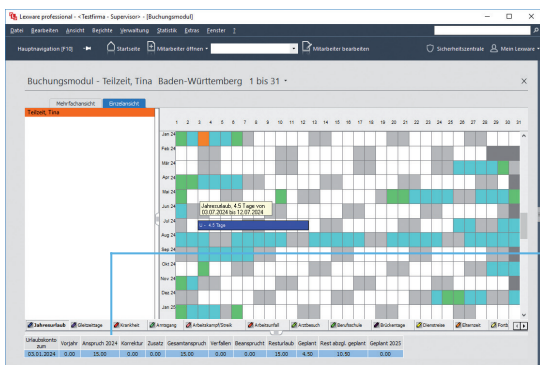 Lexware professional - <Testfirma - Supervisor> - [Buchungsmodul]
Datei Bearbeiten Ansicht Berichte Verwaltung Statistik Extras Fenster ?
Hauptnavigation (F10) Startseite Mitarbeiter öffnen Mitarbeiter bearbeiten Sicherheitszentrale Mein Lexware
Buchungsmodul - Teilzeit, Tina Baden-Württemberg 1 bis 31
Mehrfachansicht Einzelansicht
Teilzeit, Tina
1 2 3 4 5 6 7 8 9 10 11 12 13 14 15 16 17 18 19 20 21 22 23 24 25 26 27 28 29 30 31
Jan 24
Feb 24
Mär 24
Apr 24
Mai 24
Jun 24
Jahresurlaub, 4.5 Tage von
03.07.2024 bis 12.07.2024
Jul 24
U - 4.5 Tage
Aug 24
Sep 24
Okt 24
Nov 24
Dez 24
Jan 25
Jahresurlaub Gleitzeittage Krankheit Arztgang Arbeitskampf/Streik Arbeitsunfall Arztbesuch Berufsschule Brückentage Dienstreise Elternzeit Fortb
Urlaubskonto zum Vorjahr Anspruch 2024 Korrektur Zusatz Gesamtanspruch Verfallen Beansprucht Resturlaub Geplant Rest abzgl. geplant Geplant 2025
03.01.2024 0.00 15.00 0.00 0.00 15.00 0.00 0.00 15.00 4.50 10.50 0.00